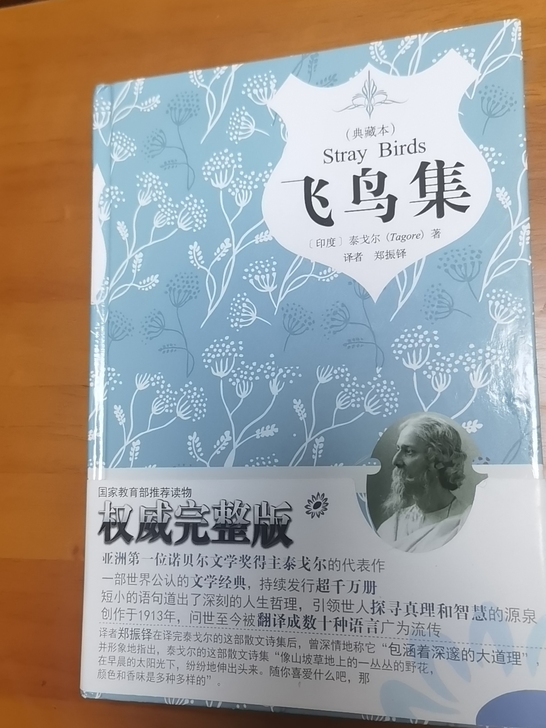 (典藏本)
Stray Birds
飞鸟集
〔印度〕泰戈尔 (Tagore) 著
译者 郑振铎
国家教育部推荐读物
权威完整版
亚洲第一位诺贝尔文学奖得主泰戈尔的代表作
一部世界公认的文学经典，持续发行超千万册
短小的语句道出了深刻的人生哲理，引领世人探寻真理和智慧的源泉
创作于1913年，问世至今被翻译成数十种语言广为流传
译者郑振铎在译完泰戈尔的这部散文诗集后，曾深情地称它“包涵着深邃的大道理”，
并形象地指出，泰戈尔的这部散文诗集“像山坡草地上的一丛丛的野花，
在早晨的太阳光下，纷纷地伸出头来。随你喜爱什么吧，那
颜色和香味是多种多样的”。